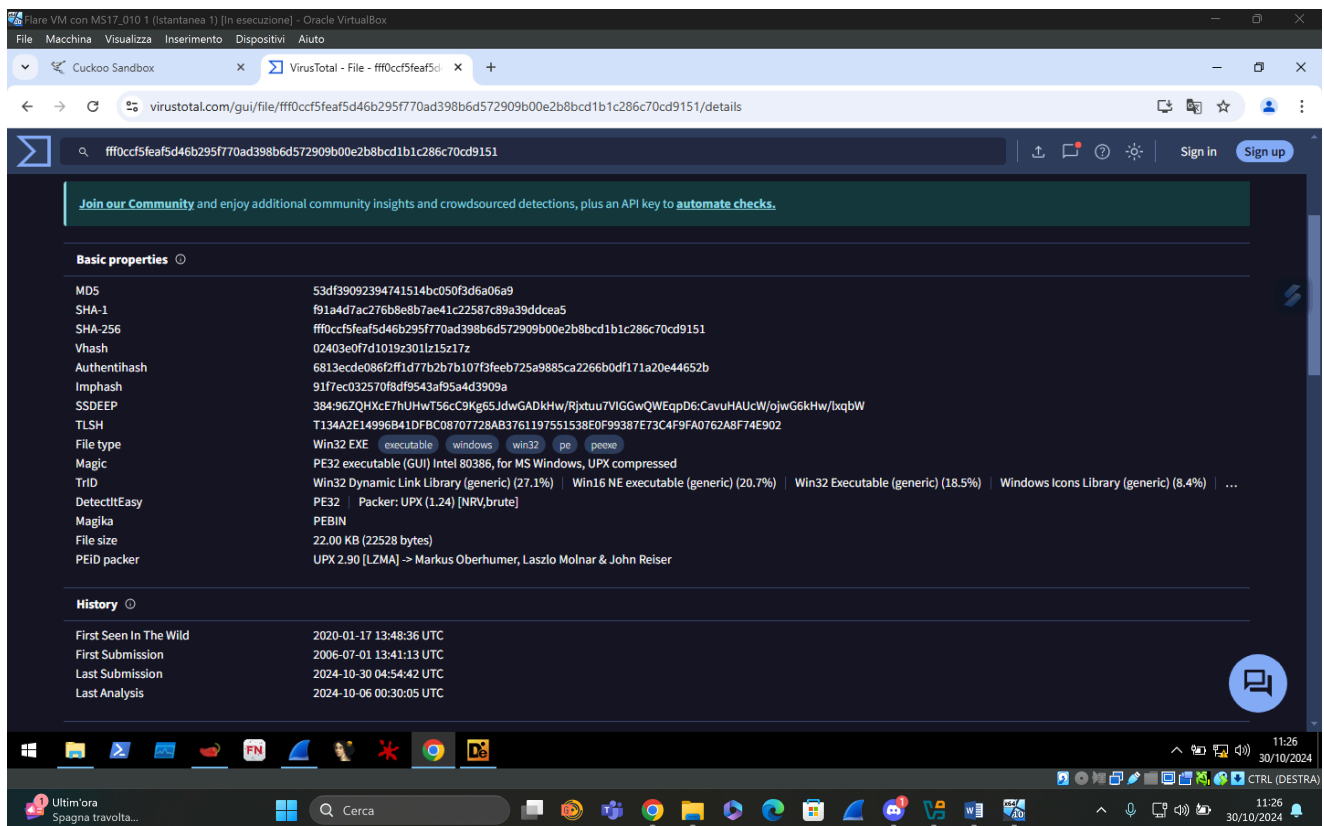 Flare VM con MS17_010 1 (Istantanea 1) [In esecuzione] - Oracle VirtualBox
File Macchina Visualizza Inserimento Dispositivi Aiuto
Cuckoo Sandbox
VirusTotal - File - fff0ccf5feaf5d
virustotal.com/gui/file/fff0ccf5feaf5d46b295f770ad398b6d572909b00e2b8bcd1b1c286c70cd9151/details
fff0ccf5feaf5d46b295f770ad398b6d572909b00e2b8bcd1b1c286c70cd9151
Sign in Sign up
Join our Community and enjoy additional community insights and crowdsourced detections, plus an API key to automate checks.
Basic properties
MD5 53df39092394741514bc050f3d6a06a9
SHA-1 f91a4d7ac276b8e8b7ae41c22587c89a39ddcea5
SHA-256 fff0ccf5feaf5d46b295f770ad398b6d572909b00e2b8bcd1b1c286c70cd9151
Vhash 02403e0f7d1019z301lz15z17z
Authentihash 6813ecde086f2ff1d77b2b7b107f3feeb725a9885ca2266b0df171a20e44652b
Imphash 91f7ec032570f8df9543af95a4d3909a
SSDEEP 384:96ZQHXcE7hUHwT56cC9Kg65JdwGADkHw/Rjxtuu7VIGGwQWEqpD6:CavuHAUcW/ojwG6kHw/lxqbW
TLSH T134A2E14996B41DFBC08707728AB3761197551538E0F99387E73C4F9FA0762A8F74E902
File type Win32 EXE executable windows win32 pe peexe
Magic PE32 executable (GUI) Intel 80386, for MS Windows, UPX compressed
TrID Win32 Dynamic Link Library (generic) (27.1%) Win16 NE executable (generic) (20.7%) Win32 Executable (generic) (18.5%) Windows Icons Library (generic) (8.4%) ...
DetectItEasy PE32 Packer: UPX (1.24) [NRV,brute]
Magika PEBIN
File size 22.00 KB (22528 bytes)
PEiD packer UPX 2.90 [LZMA] -> Markus Oberhumer, Laszlo Molnar & John Reiser
History
First Seen In The Wild 2020-01-17 13:48:36 UTC
First Submission 2006-07-01 13:41:13 UTC
Last Submission 2024-10-30 04:54:42 UTC
Last Analysis 2024-10-06 00:30:05 UTC
FN
11:26
30/10/2024
CTRL (DESTRA)
1
Ultim'ora
Spagna travolta...
Cerca
11:26
30/10/2024